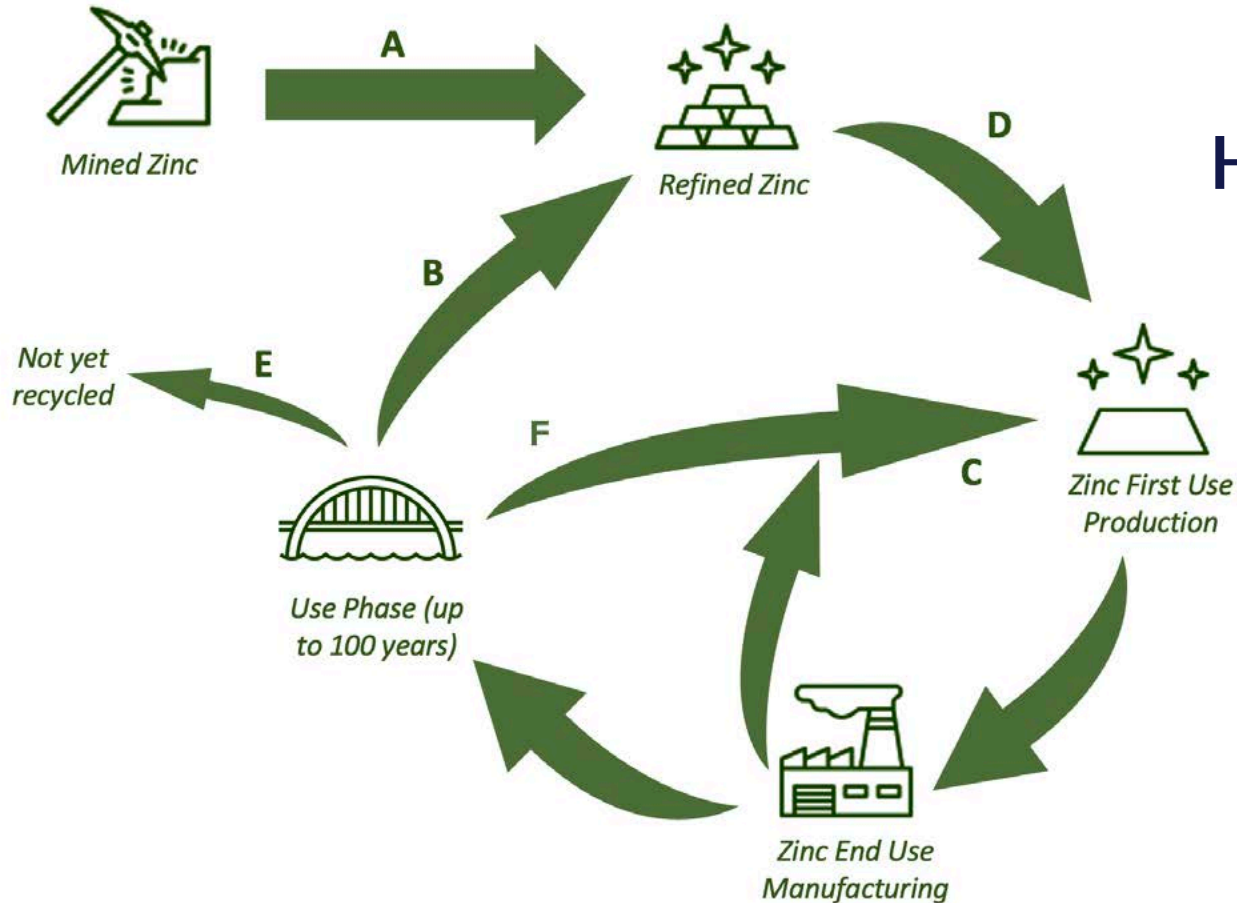 A
Mined Zinc
Refined Zinc
D
H
B
Not yet
recycled
E
F
C
Zinc First Use
Production
Use Phase (up
to 100 years)
Zinc End Use
Manufacturing